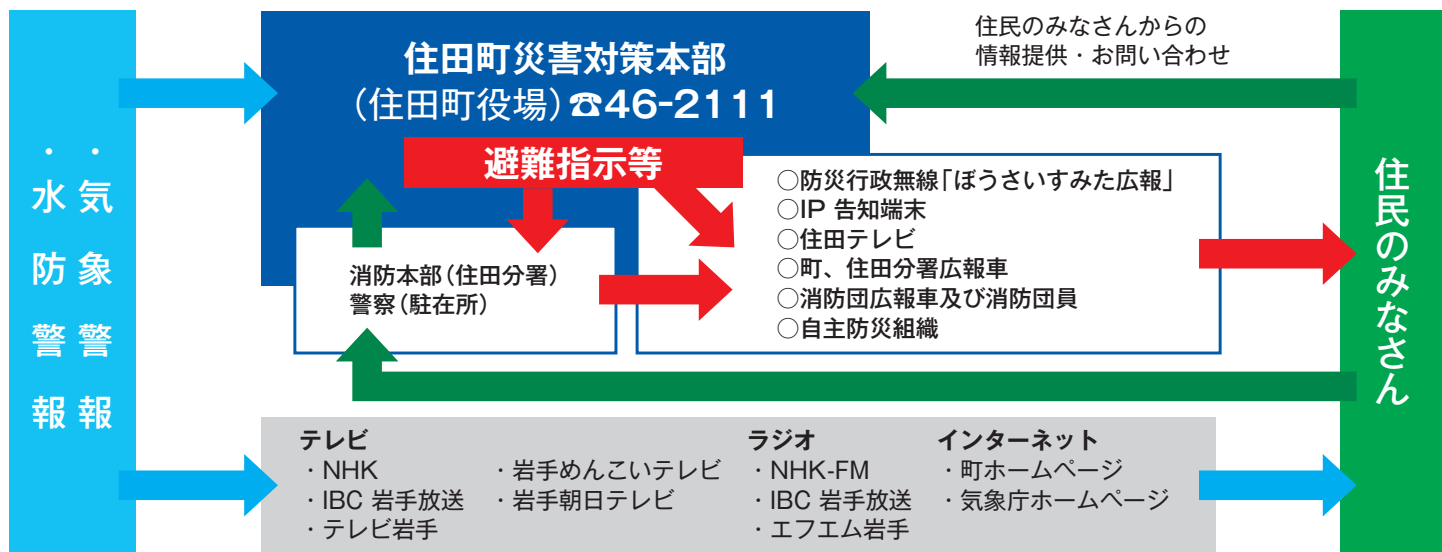 ・気象警報
・水防警報
住田町災害対策本部
（住田町役場）☎46-2111
避難指示等
住民のみなさんからの
情報提供・お問い合わせ
消防本部（住田分署）
警察（駐在所）
○防災行政無線「ぼうさいすみた広報」
○IP 告知端末
○住田テレビ
○町、住田分署広報車
○消防団広報車及び消防団員
○自主防災組織
住民のみなさん
テレビ
・NHK
・IBC 岩手放送
・テレビ岩手
・岩手めんこいテレビ
・岩手朝日テレビ
ラジオ
・NHK-FM
・IBC 岩手放送
・エフエム岩手
インターネット
・町ホームページ
・気象庁ホームページ